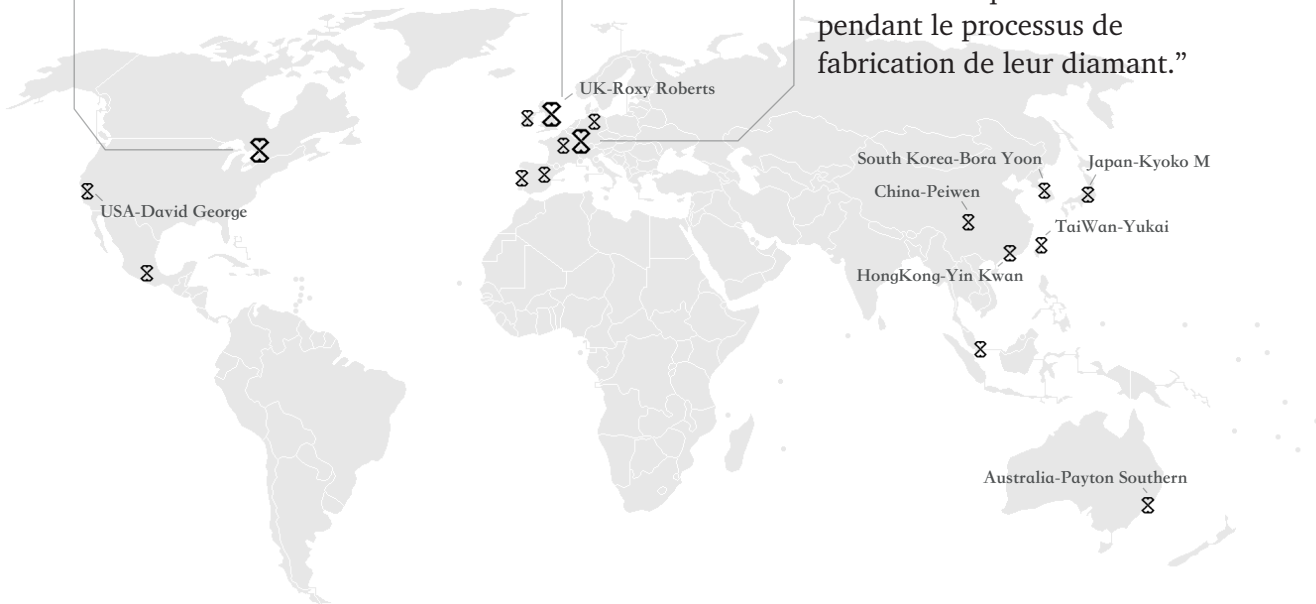 pendant le processus de
fabrication de leur diamant.”
UK-Roxy Roberts
South Korea-Bora Yoon
Japan-Kyoko M
China-Peiwen
USA-David George
TaiWan-Yukai
HongKong-Yin Kwan
Australia-Payton Southern